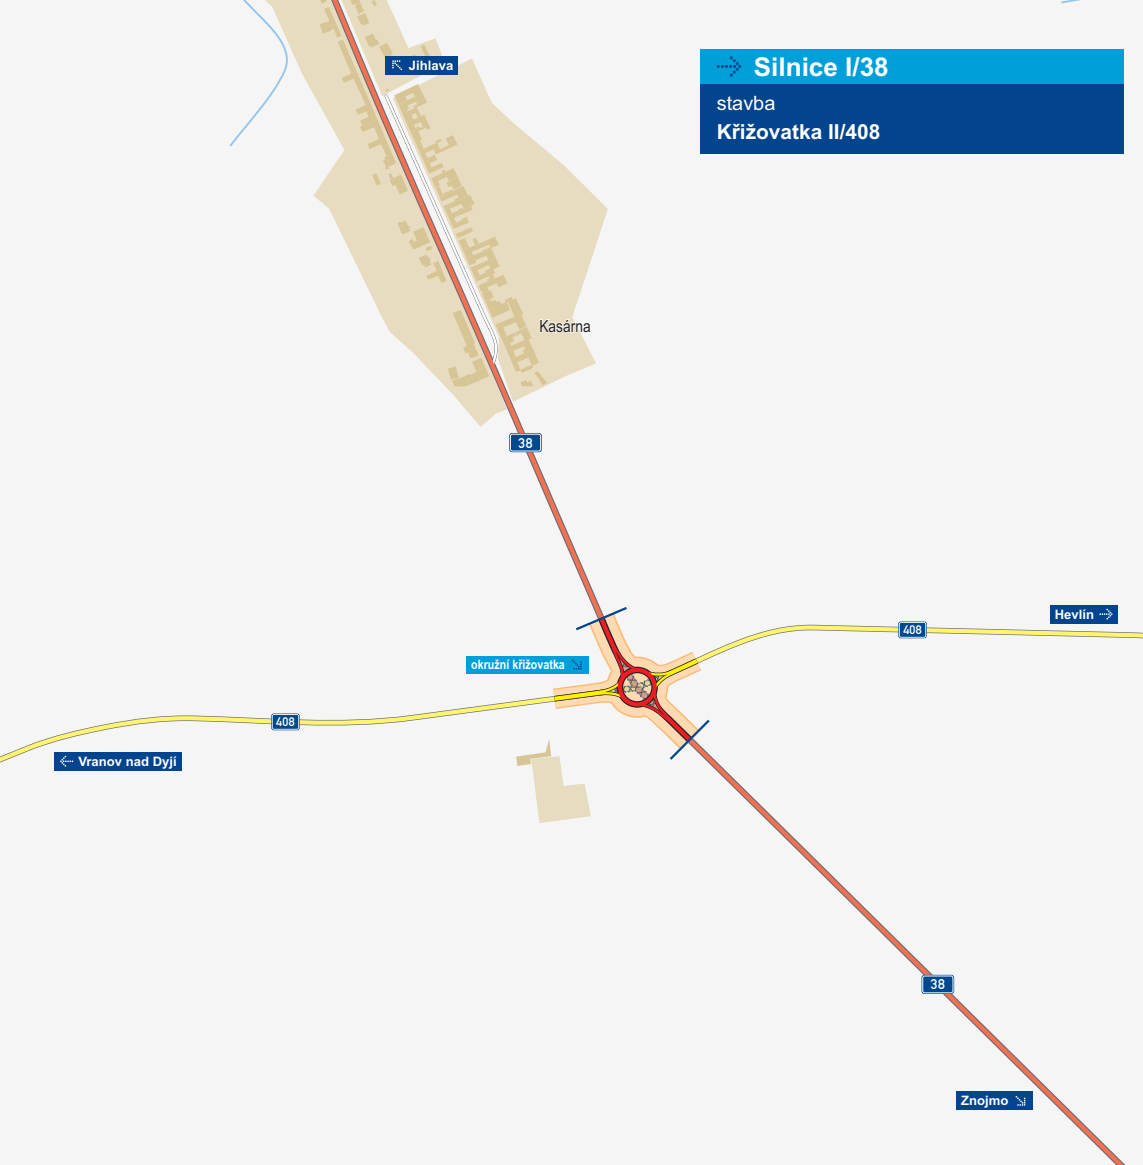 Jihlava
Silnice I/38
stavba
Křižovatka II/408
Kasárna
38
Hevlín
408
okružní křižovatka
408
Vranov nad Dyjí
38
Znojmo